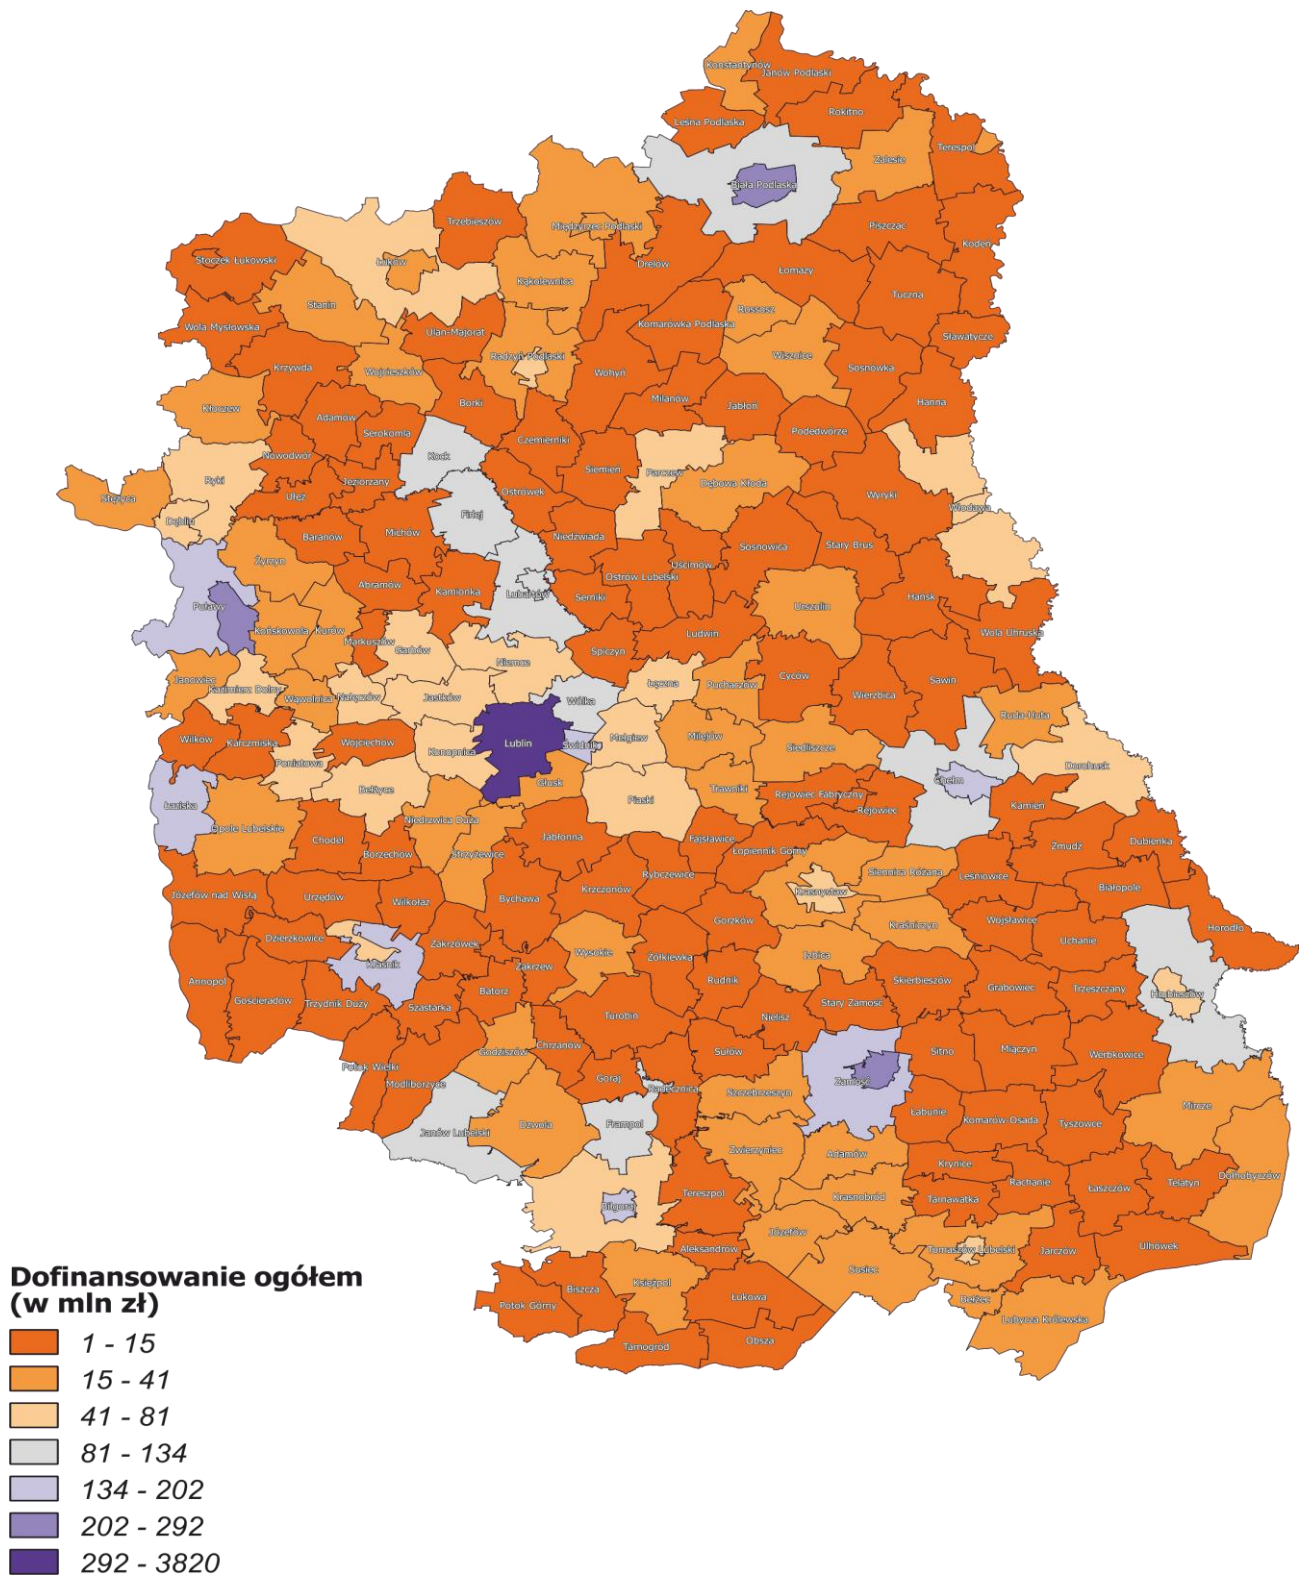 Konstantynów
Janów Podlaski
Rokitno
Leśna Podlaska
Terespol
Zalesie
Biała Podlaska
Trzebieszów
Międzyrzec Podlaski
Piszczac
Kodeń
Stoczek Łukowski
Łuków
Drelów
Łomazy
Kąkolewnica
Tuczna
Stanin
Rossosz
Wola Mysłowska
Ulan-Majorat
Komarówka Podlaska
Sławatycze
Radzyń Podlaski
Wisznice
Krzywda
Wojcieszków
Wohyń
Sosnówka
Milanów
Hanna
Kłoczew
Borki
Jabłoń
Adamów
Serokomla
Czemierniki
Podedwórze
Nowodwór
Kock
Siemień
Parczew
Ryki
Jeziorzany
Dębowa Kłoda
Stężyca
Ułęż
Ostrówek
Wyryki
Włodawa
Dęblin
Firlej
Baranów
Michów
Niedźwiada
Sosnowica
Stary Brus
Żyrzyn
Uścimów
Ostrów Lubelski
Abramów
Kamionka
Lubartów
Serniki
Hańsk
Puławy
Urszulin
Końskowola
Kurów
Markuszów
Garbów
Ludwin
Wola Uhruska
Spiczyn
Niemce
Janowiec
Kazimierz Dolny
Wąwolnica
Nałęczów
Jastków
Łęczna
Puchaczów
Cyców
Wierzbica
Sawin
Wólka
Ruda-Huta
Wilków
Karczmiska
Wojciechów
Konopnica
Lublin
Świdnik
Mełgiew
Milejów
Siedliszcze
Poniatowa
Dorohusk
Bełżyce
Głusk
Piaski
Trawniki
Rejowiec Fabryczny
Rejowiec
Chełm
Łaziska
Kamień
Opole Lubelskie
Niedrzwica Duża
Chodel
Borzechów
Strzyżewice
Jabłonna
Fajsławice
Łopiennik Górny
Żmudź
Dubienka
Rybczewice
Siennica Różana
Leśniowice
Józefów nad Wisłą
Urzędów
Wilkołaz
Bychawa
Krzczonów
Krasnystaw
Białopole
Gorzków
Kraśniczyn
Wojsławice
Horodło
Dzierzkowice
Zakrzówek
Uchanie
Kraśnik
Zakrzew
Wysokie
Żółkiewka
Izbica
Annopol
Gościeradów
Trzydnik Duży
Szastarka
Batorz
Rudnik
Skierbieszów
Grabowiec
Trzeszczany
Hrubieszów
Stary Zamość
Turobin
Nielisz
Potok Wielki
Godziszów
Chrzanów
Sułów
Sitno
Miączyn
Werbkowice
Modliborzyce
Goraj
Radecznica
Zamość
Szczebrzeszyn
Mircze
Janów Lubelski
Dzwola
Frampol
Łabunie
Komarów-Osada
Tyszowce
Zwierzyniec
Adamów
Krynice
Rachanie
Dołhobyczów
Tereszpol
Krasnobród
Tarnawatka
Łaszczów
Telatyn
Biłgoraj
Józefów
Aleksandrów
Tomaszów Lubelski
Jarczów
Ulhówek
Susiec
Biszcza
Księżpol
Łukowa
Bełżec
Potok Górny
Lubycza Królewska
Tarnogród
Obsza
Dofinansowanie ogółem
(w mln zł)
1 - 15
15 - 41
41 - 81
81 - 134
134 - 202
202 - 292
292 - 3820